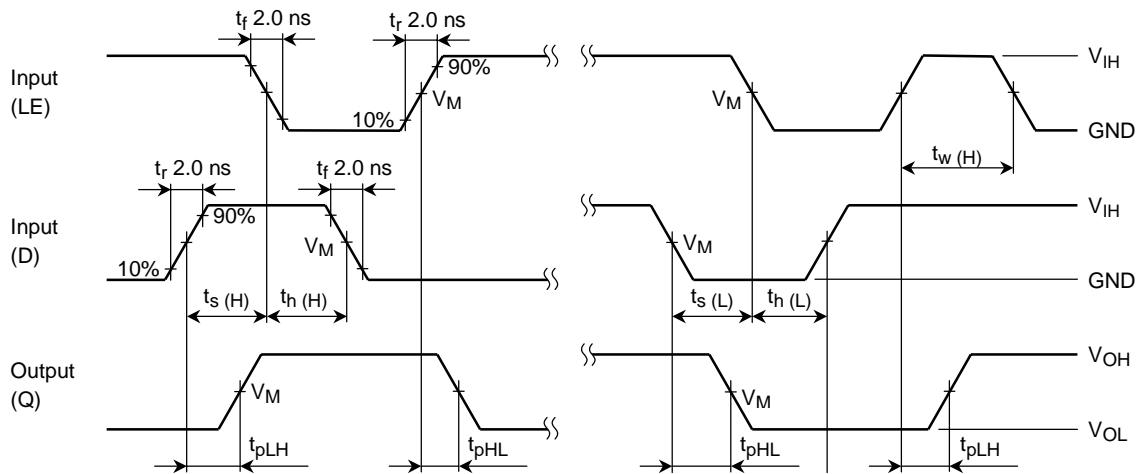 tf 2.0 ns
tr 2.0 ns
Input
(LE)
90%
VM
10%
VM
VIH
GND
tw (H)
tr 2.0 ns
tf 2.0 ns
Input
(D)
90%
VM
10%
VM
VIH
GND
ts (H)
th (H)
ts (L)
th (L)
Output
(Q)
VM
VM
VOH
VOL
tpLH
tpHL
tpHL
tpLH